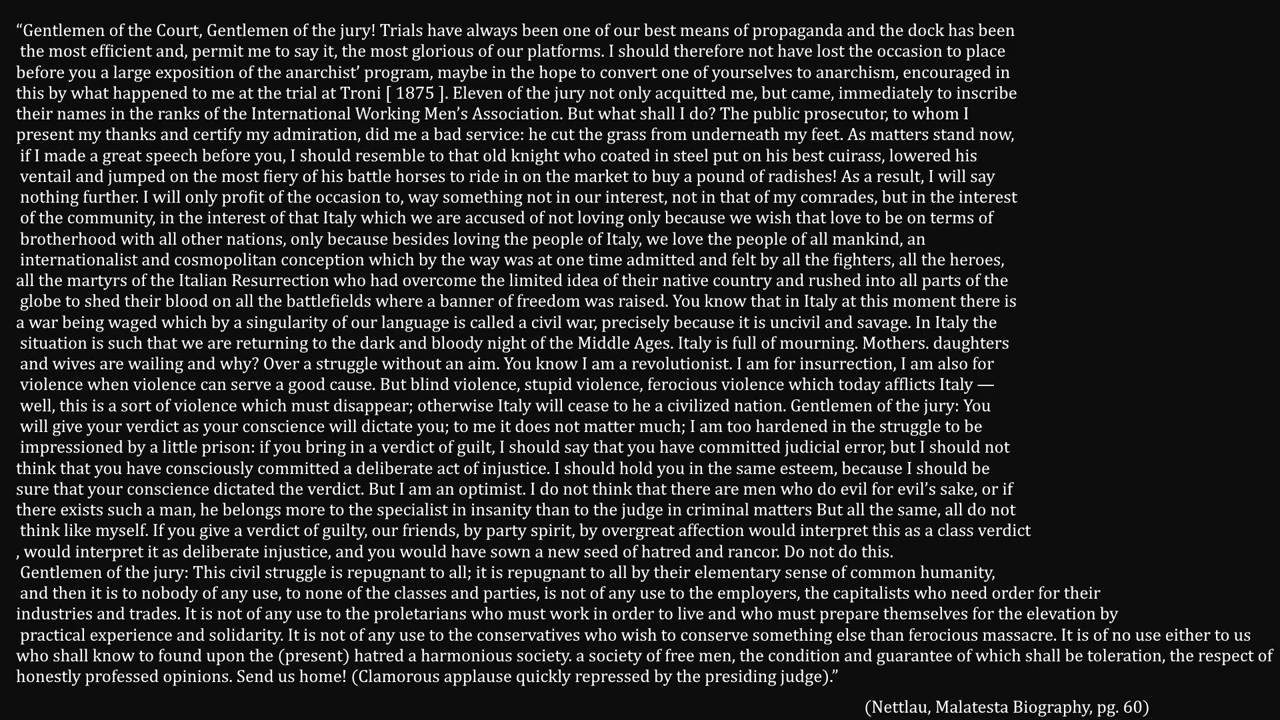 “Gentlemen of the Court, Gentlemen of the jury! Trials have always been one of our best means of propaganda and the dock has been
the most efficient and, permit me to say it, the most glorious of our platforms. I should therefore not have lost the occasion to place
before you a large exposition of the anarchist’ program, maybe in the hope to convert one of yourselves to anarchism, encouraged in
this by what happened to me at the trial at Troni [ 1875 ]. Eleven of the jury not only acquitted me, but came, immediately to inscribe
their names in the ranks of the International Working Men’s Association. But what shall I do? The public prosecutor, to whom I
present my thanks and certify my admiration, did me a bad service: he cut the grass from underneath my feet. As matters stand now,
if I made a great speech before you, I should resemble to that old knight who coated in steel put on his best cuirass, lowered his
ventail and jumped on the most fiery of his battle horses to ride in on the market to buy a pound of radishes! As a result, I will say
nothing further. I will only profit of the occasion to, way something not in our interest, not in that of my comrades, but in the interest
of the community, in the interest of that Italy which we are accused of not loving only because we wish that love to be on terms of
brotherhood with all other nations, only because besides loving the people of Italy, we love the people of all mankind, an
internationalist and cosmopolitan conception which by the way was at one time admitted and felt by all the fighters, all the heroes,
all the martyrs of the Italian Resurrection who had overcome the limited idea of their native country and rushed into all parts of the
globe to shed their blood on all the battlefields where a banner of freedom was raised. You know that in Italy at this moment there is
a war being waged which by a singularity of our language is called a civil war, precisely because it is uncivil and savage. In Italy the
situation is such that we are returning to the dark and bloody night of the Middle Ages. Italy is full of mourning. Mothers. daughters
and wives are wailing and why? Over a struggle without an aim. You know I am a revolutionist. I am for insurrection, I am also for
violence when violence can serve a good cause. But blind violence, stupid violence, ferocious violence which today afflicts Italy —
well, this is a sort of violence which must disappear; otherwise Italy will cease to he a civilized nation. Gentlemen of the jury: You
will give your verdict as your conscience will dictate you; to me it does not matter much; I am too hardened in the struggle to be
impressioned by a little prison: if you bring in a verdict of guilt, I should say that you have committed judicial error, but I should not
think that you have consciously committed a deliberate act of injustice. I should hold you in the same esteem, because I should be
sure that your conscience dictated the verdict. But I am an optimist. I do not think that there are men who do evil for evil’s sake, or if
there exists such a man, he belongs more to the specialist in insanity than to the judge in criminal matters But all the same, all do not
think like myself. If you give a verdict of guilty, our friends, by party spirit, by overgreat affection would interpret this as a class verdict
, would interpret it as deliberate injustice, and you would have sown a new seed of hatred and rancor. Do not do this.
Gentlemen of the jury: This civil struggle is repugnant to all; it is repugnant to all by their elementary sense of common humanity,
and then it is to nobody of any use, to none of the classes and parties, is not of any use to the employers, the capitalists who need order for their
industries and trades. It is not of any use to the proletarians who must work in order to live and who must prepare themselves for the elevation by
practical experience and solidarity. It is not of any use to the conservatives who wish to conserve something else than ferocious massacre. It is of no use either to us
who shall know to found upon the (present) hatred a harmonious society. a society of free men, the condition and guarantee of which shall be toleration, the respect of
honestly professed opinions. Send us home! (Clamorous applause quickly repressed by the presiding judge).”
(Nettlau, Malatesta Biography, pg. 60)